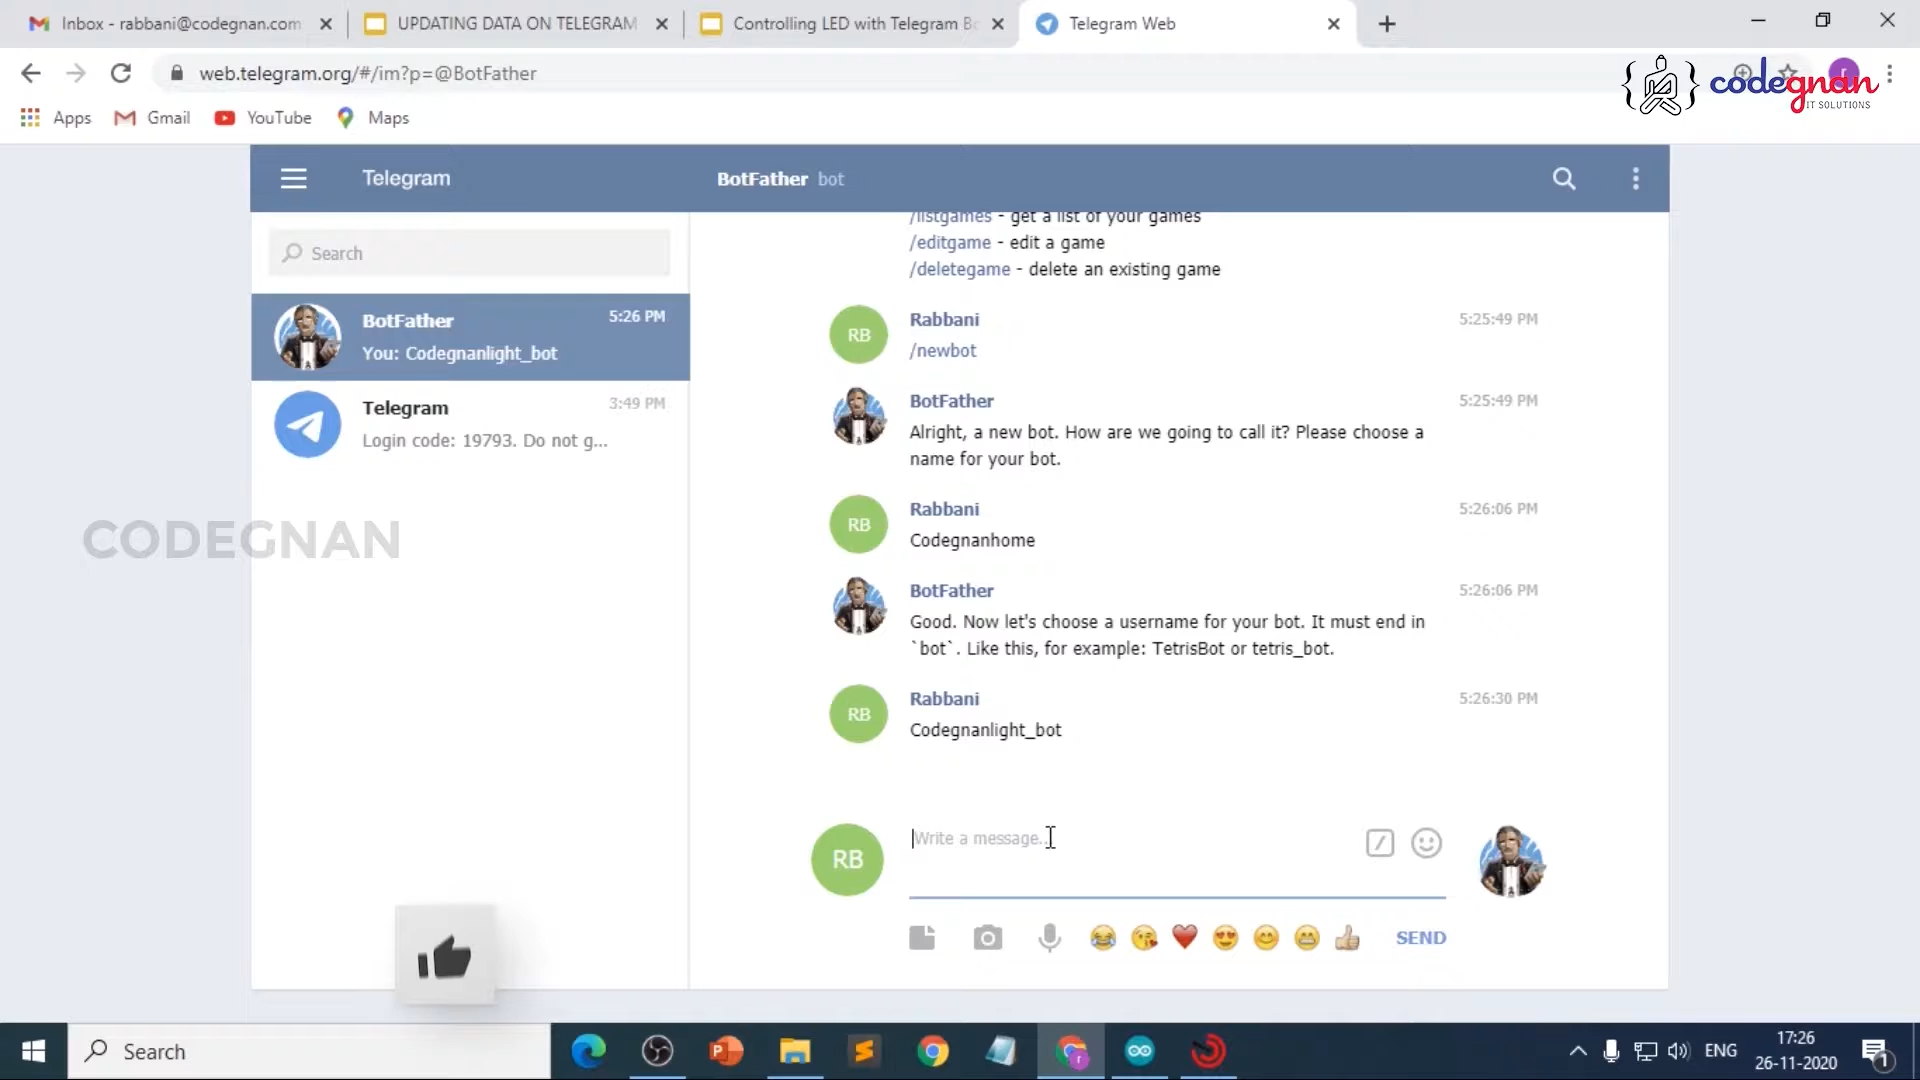 Inbox - rabbani@codegnan.com
UPDATING DATA ON TELEGRAM
Controlling LED with Telegram Bo
Telegram Web
web.telegram.org/#/im?p=@BotFather
codegnan
IT SOLUTIONS
Apps
Gmail
YouTube
Maps
Telegram
BotFather bot
Search
BotFather
5:26 PM
You: Codegnanlight_bot
Telegram
3:49 PM
Login code: 19793. Do not g...
CODEGNAN
/listgames - get a list of your games
/editgame - edit a game
/deletegame - delete an existing game
RB
Rabbani
5:25:49 PM
/newbot
BotFather
5:25:49 PM
Alright, a new bot. How are we going to call it? Please choose a
name for your bot.
RB
Rabbani
5:26:06 PM
Codegnanhome
BotFather
5:26:06 PM
Good. Now let's choose a username for your bot. It must end in
`bot`. Like this, for example: TetrisBot or tetris_bot.
RB
Rabbani
5:26:30 PM
Codegnanlight_bot
RB
Write a message...
SEND
Search
ENG
17:26
26-11-2020
1